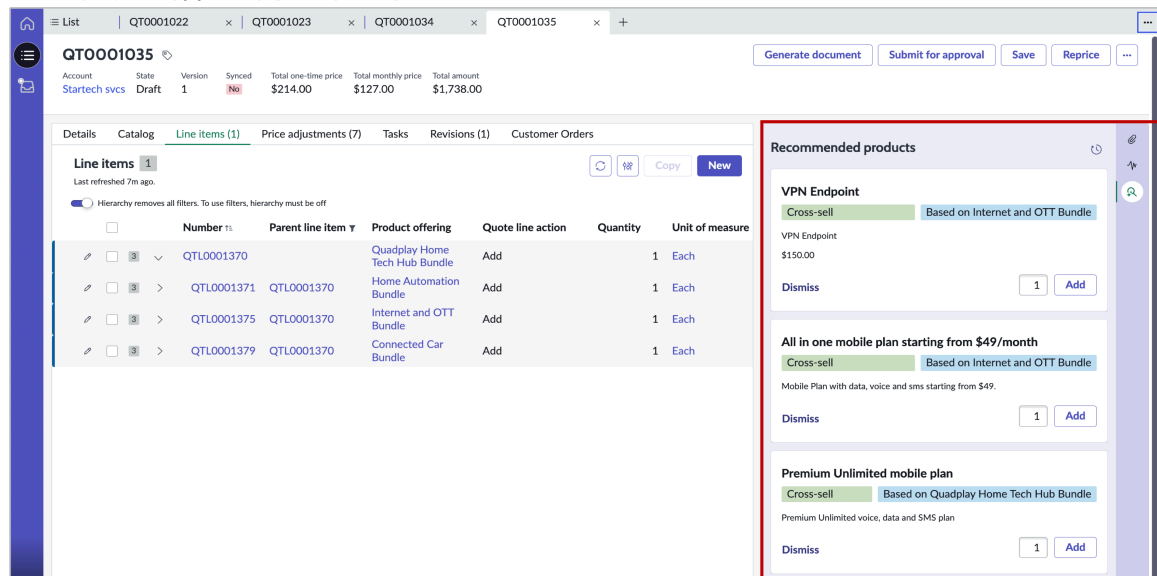 List QT0001022 × QT0001023 × QT0001034 × QT0001035 × +
QT0001035
Generate document Submit for approval Save Reprice
Account State Version Synced Total one-time price Total monthly price Total amount
Startech svcs Draft 1 No $214.00 $127.00 $1,738.00
Details Catalog Line items (1) Price adjustments (7) Tasks Revisions (1) Customer Orders
Line items 1
Copy New
Last refreshed 7m ago.
Hierarchy removes all filters. To use filters, hierarchy must be off
Number Parent line item Product offering Quote line action Quantity Unit of measure
3 QTL0001370 Quadplay Home Tech Hub Bundle Add 1 Each
3 QTL0001371 QTL0001370 Home Automation Bundle Add 1 Each
3 QTL0001375 QTL0001370 Internet and OTT Bundle Add 1 Each
3 QTL0001379 QTL0001370 Connected Car Bundle Add 1 Each
Recommended products
VPN Endpoint
Cross-sell Based on Internet and OTT Bundle
VPN Endpoint
$150.00
Dismiss 1 Add
All in one mobile plan starting from $49/month
Cross-sell Based on Internet and OTT Bundle
Mobile Plan with data, voice and sms starting from $49.
Dismiss 1 Add
Premium Unlimited mobile plan
Cross-sell Based on Quadplay Home Tech Hub Bundle
Premium Unlimited voice, data and SMS plan
Dismiss 1 Add